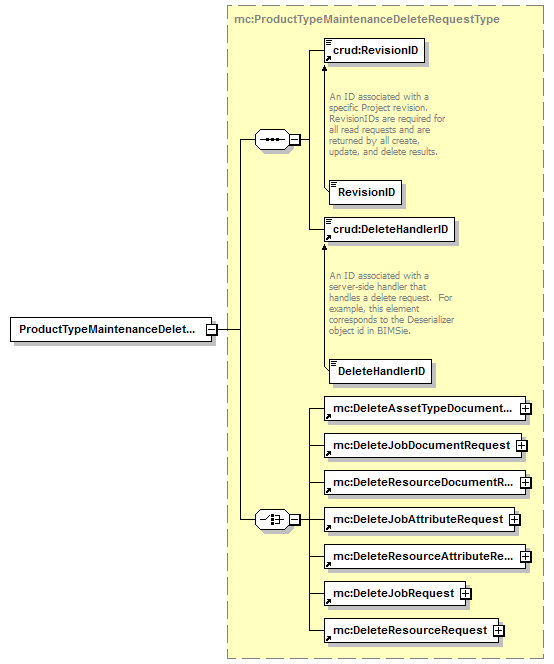 mc:ProductTypeMaintenanceDeleteRequestType
crud:RevisionID
An ID associated with a
specific Project revision.
RevisionIDs are required for
all read requests and are
returned by all create,
update, and delete results.
RevisionID
crud:DeleteHandlerID
An ID associated with a
server-side handler that
handles a delete request.  For
example, this element
corresponds to the Deserializer
object id in BIMSie.
ProductTypeMaintenanceDelet...
DeleteHandlerID
mc:DeleteAssetTypeDocument...
mc:DeleteJobDocumentRequest
mc:DeleteResourceDocumentR...
mc:DeleteJobAttributeRequest
mc:DeleteResourceAttributeRe...
mc:DeleteJobRequest
mc:DeleteResourceRequest